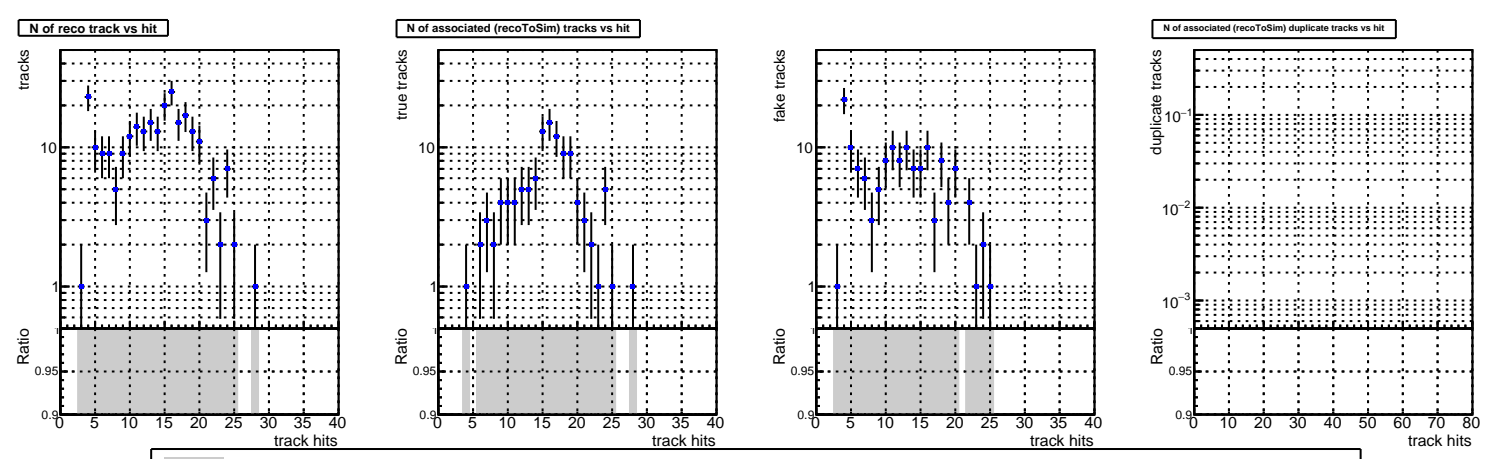 N of reco track vs hit
N of associated (recoToSim) tracks vs hit
N of associated (recoToSim) duplicate tracks vs hit
tracks
10
1
Ratio
1
0.95
0.9
0 5 10 15 20 25 30 35 40
track hits
true tracks
10
1
Ratio
1
0.95
0.9
0 5 10 15 20 25 30 35 40
track hits
fake tracks
10
1
Ratio
1
0.95
0.9
0 5 10 15 20 25 30 35 40
track hits
duplicate tracks
10⁻¹
10⁻²
10⁻³
Ratio
1
0.95
0.9
0 10 20 30 40 50 60 70 80
track hits